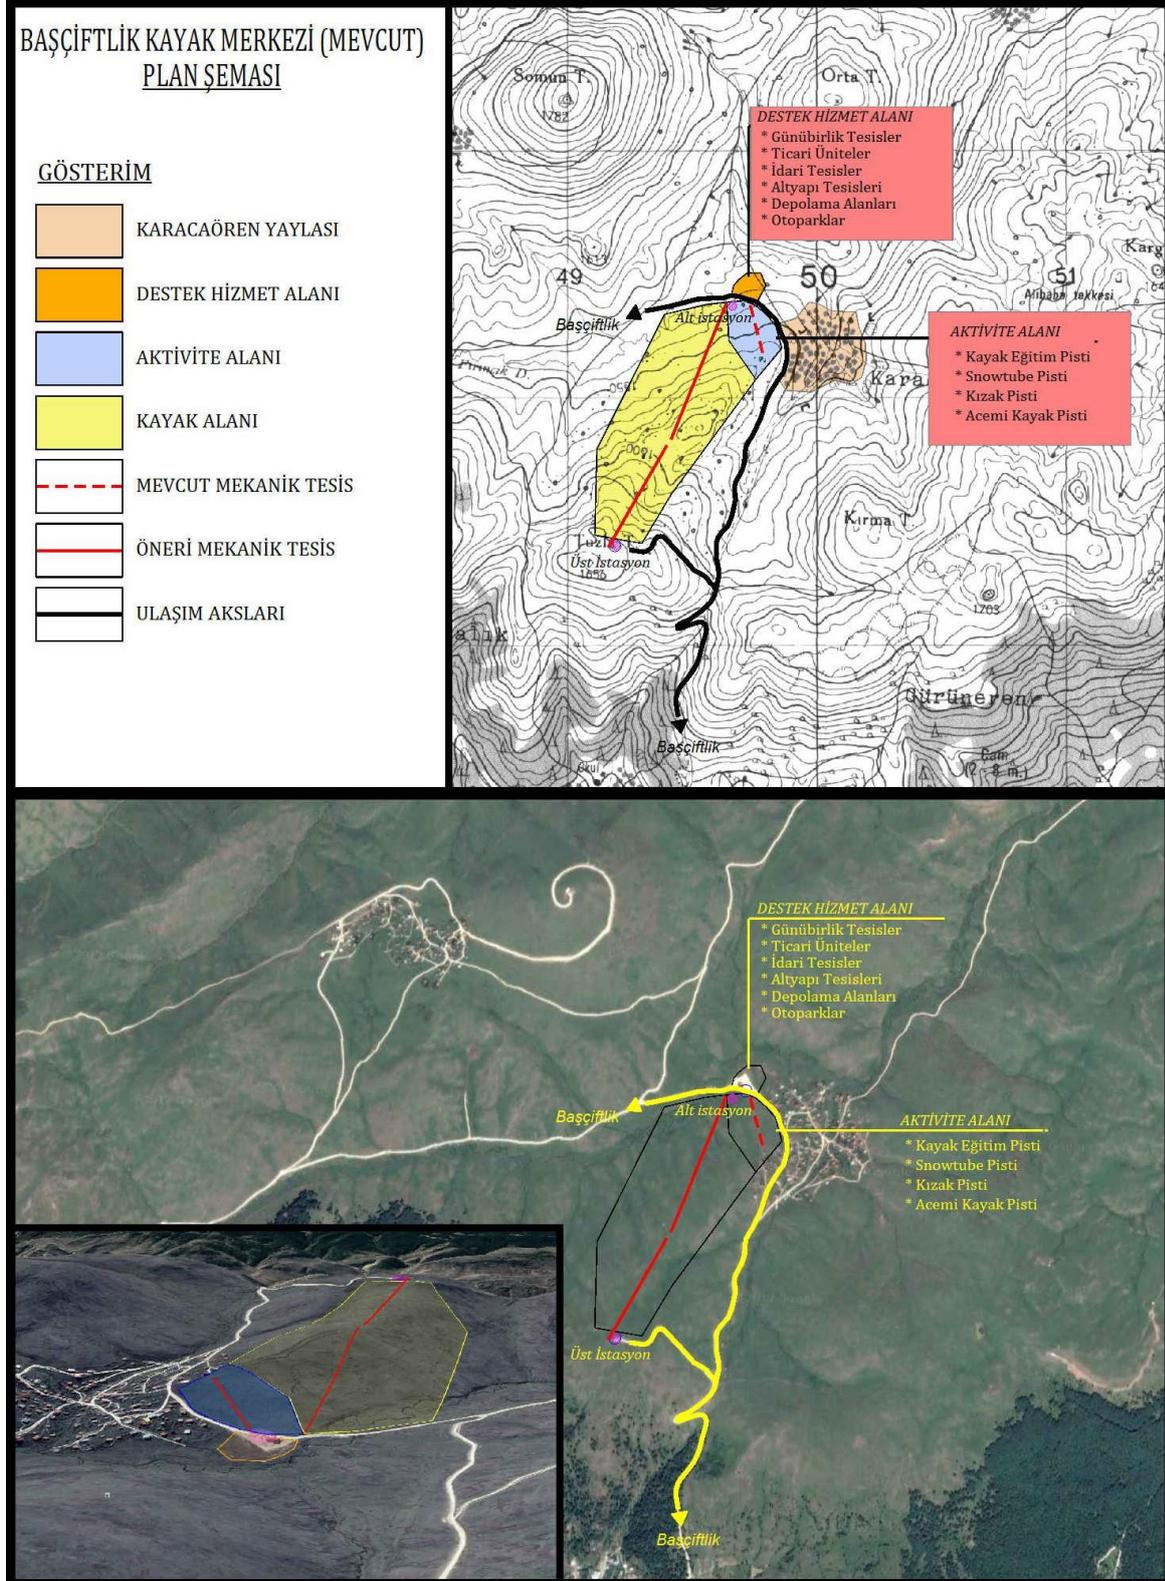 BAŞÇİFTLİK KAYAK MERKEZİ (MEVCUT)
PLAN ŞEMASI
GÖSTERİM
KARACAÖREN YAYLASI
DESTEK HİZMET ALANI
AKTİVİTE ALANI
KAYAK ALANI
MEVCUT MEKANİK TESİS
ÖNERİ MEKANİK TESİS
ULAŞIM AKSLARI
Somun T.
1782
Orta T.
DESTEK HİZMET ALANI
* Günübirlik Tesisler
* Ticari Üniteler
* İdari Tesisler
* Altyapı Tesisleri
* Depolama Alanları
* Otoparklar
49
50
51
Alibaba tekkesi
Başçiftlik
Alt istasyon
AKTİVİTE ALANI
* Kayak Eğitim Pisti
* Snowtube Pisti
* Kızak Pisti
* Acemi Kayak Pisti
Kara
Kırma T.
Üst İstasyon
1703
Gürüneren
Çam
Başçiftlik
Okul
DESTEK HİZMET ALANI
* Günübirlik Tesisler
* Ticari Üniteler
* İdari Tesisler
* Altyapı Tesisleri
* Depolama Alanları
* Otoparklar
Başçiftlik
Alt istasyon
AKTİVİTE ALANI
* Kayak Eğitim Pisti
* Snowtube Pisti
* Kızak Pisti
* Acemi Kayak Pisti
Üst İstasyon
Başçiftlik